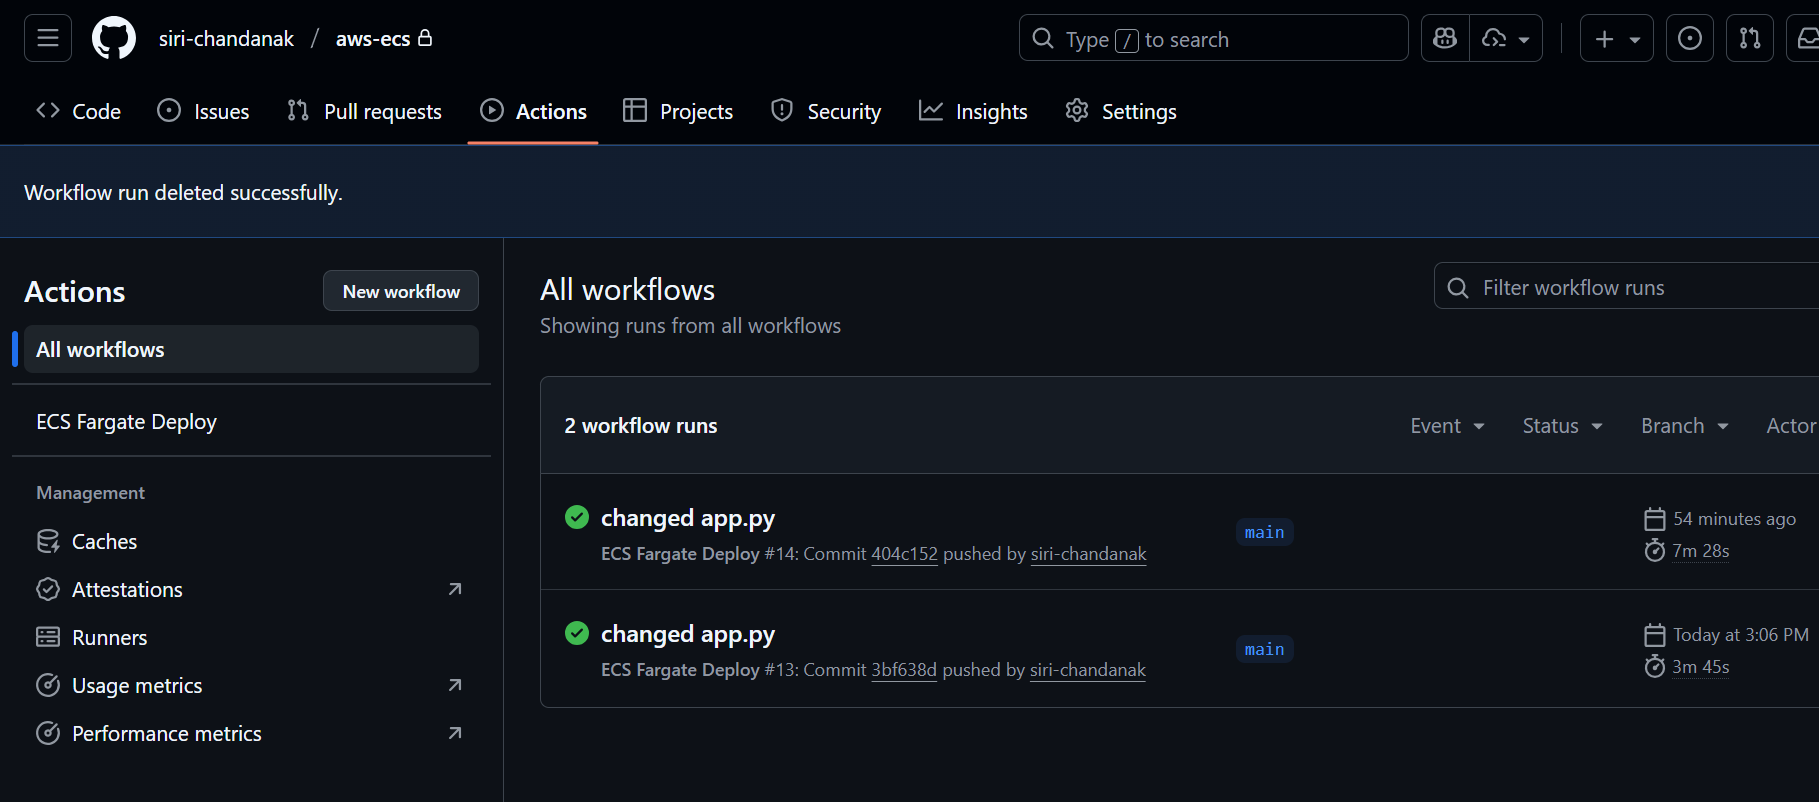 siri-chandanak / aws-ecs
Type / to search
Code Issues Pull requests Actions Projects Security Insights Settings
Workflow run deleted successfully.
Actions
New workflow
All workflows
ECS Fargate Deploy
Management
Caches
Attestations
Runners
Usage metrics
Performance metrics
All workflows
Showing runs from all workflows
Filter workflow runs
2 workflow runs
Event Status Branch Actor
changed app.py
ECS Fargate Deploy #14: Commit 404c152 pushed by siri-chandanak
main
54 minutes ago
7m 28s
changed app.py
ECS Fargate Deploy #13: Commit 3bf638d pushed by siri-chandanak
main
Today at 3:06 PM
3m 45s